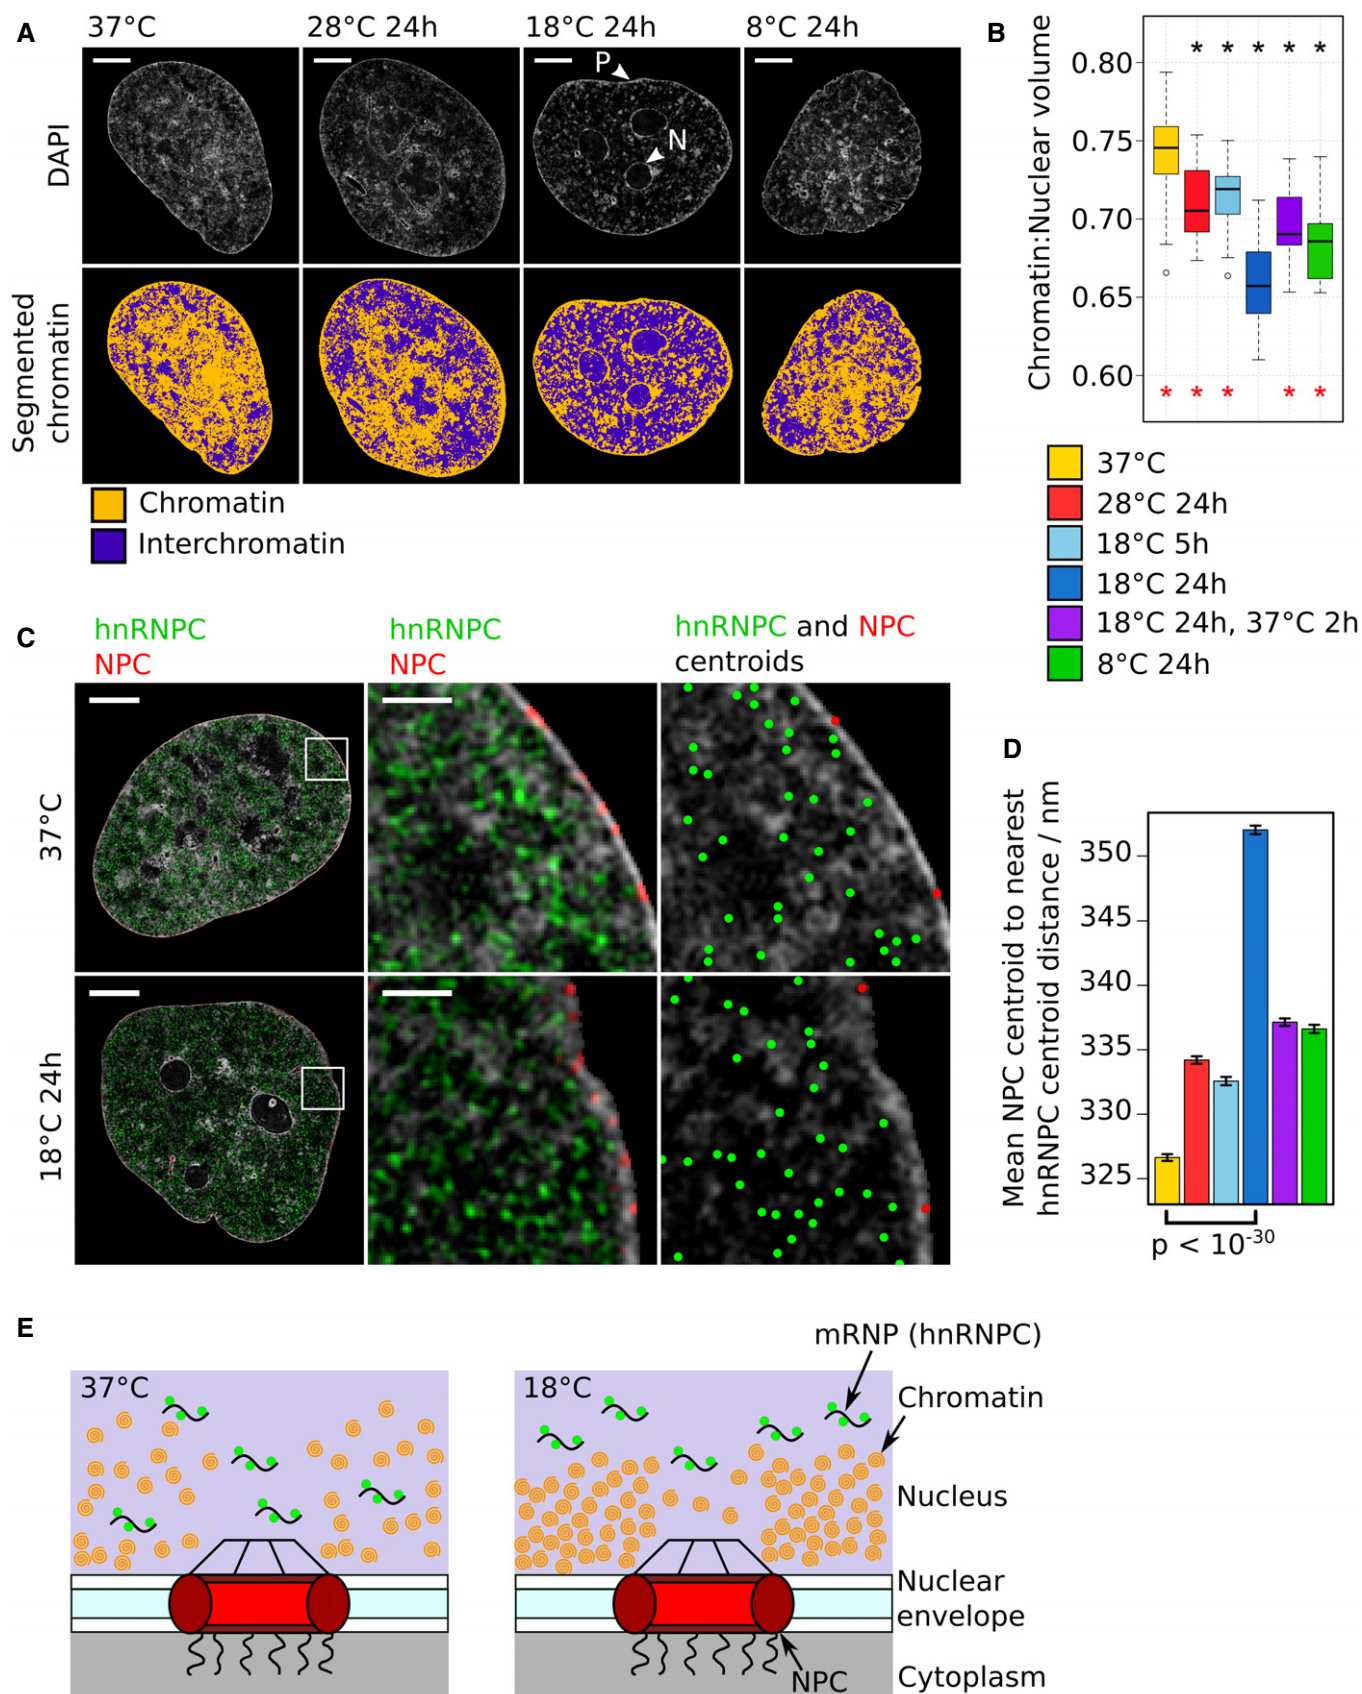 A
37°C
28°C 24h
18°C 24h
8°C 24h
DAPI
P
N
Segmented
chromatin
Chromatin
Interchromatin
B
Chromatin:Nuclear volume
0.80
0.75
0.70
0.65
0.60
* * * * *
* * * * *
37°C
28°C 24h
18°C 5h
18°C 24h
18°C 24h, 37°C 2h
8°C 24h
C
hnRNPC
NPC
hnRNPC
NPC
hnRNPC and NPC
centroids
37°C
18°C 24h
D
Mean NPC centroid to nearest
hnRNPC centroid distance / nm
350
345
340
335
330
325
p < 10⁻³⁰
E
37°C
18°C
mRNP (hnRNPC)
Chromatin
Nucleus
Nuclear
envelope
NPC
Cytoplasm